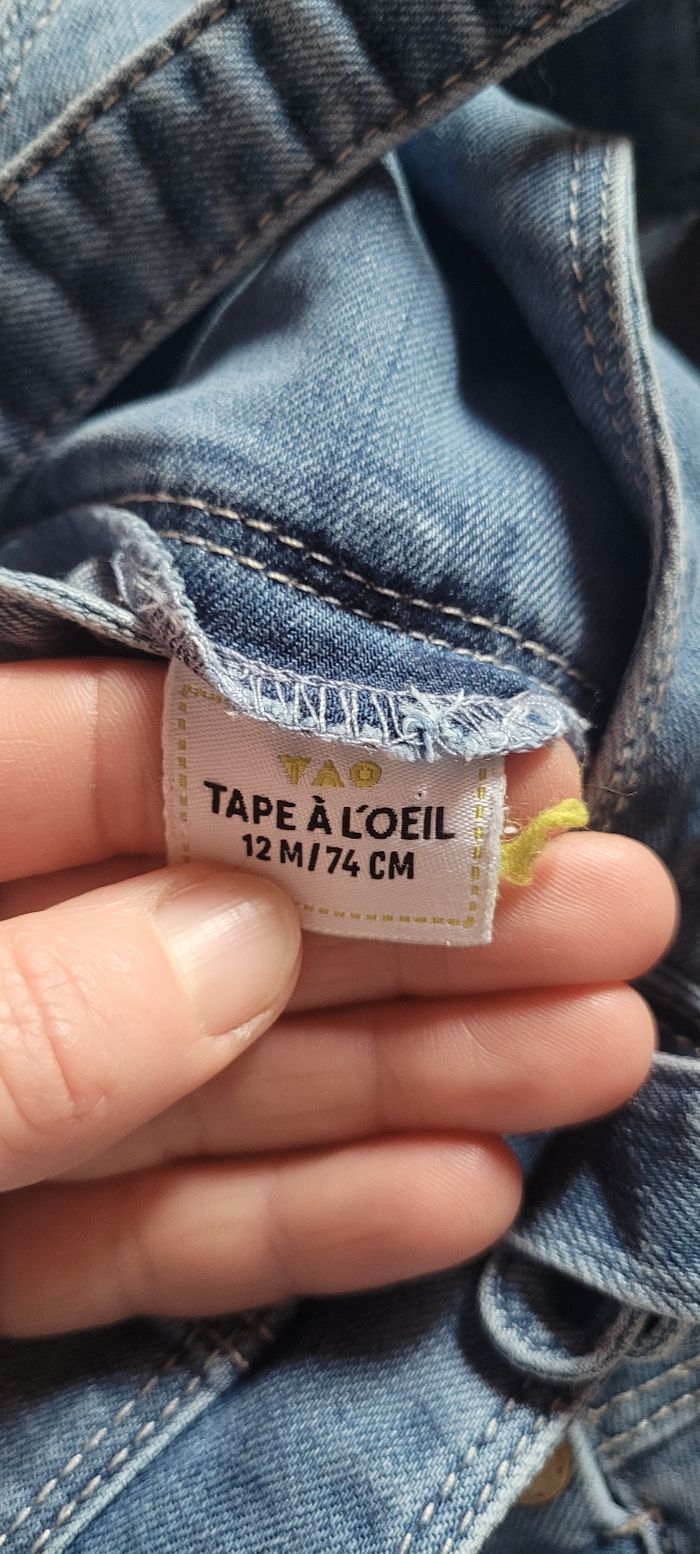 TAO
TAPE À L'OEIL
12 M/74 CM